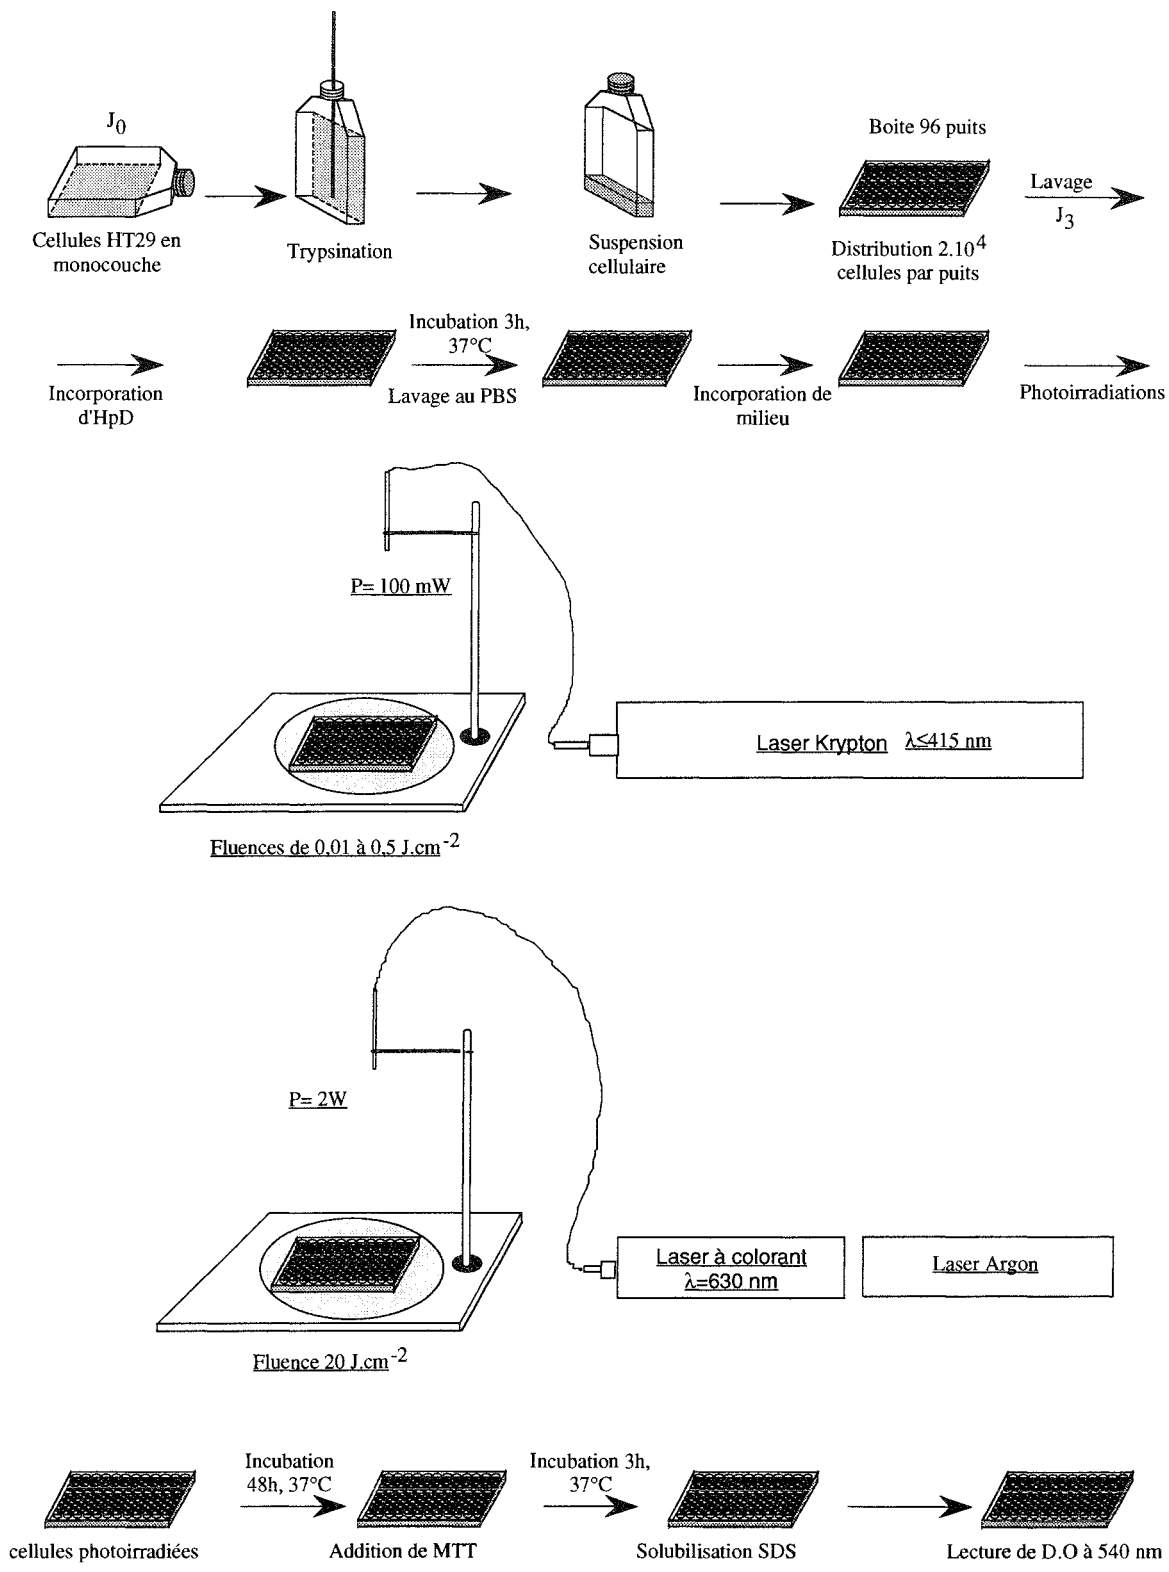 J0
Cellules HT29 en
monocouche
Trypsination
Suspension
cellulaire
Boite 96 puits
Distribution 2.10^4
cellules par puits
Lavage
J3
Incorporation
d'HpD
Incubation 3h,
37°C
Lavage au PBS
Incorporation de
milieu
Photoirradiations
P= 100 mW
Laser Krypton λ≤415 nm
Fluences de 0,01 à 0,5 J.cm^-2
P= 2W
Laser à colorant
λ=630 nm
Laser Argon
Fluence 20 J.cm^-2
cellules photoirradiées
Incubation
48h, 37°C
Addition de MTT
Incubation 3h,
37°C
Solubilisation SDS
Lecture de D.O à 540 nm